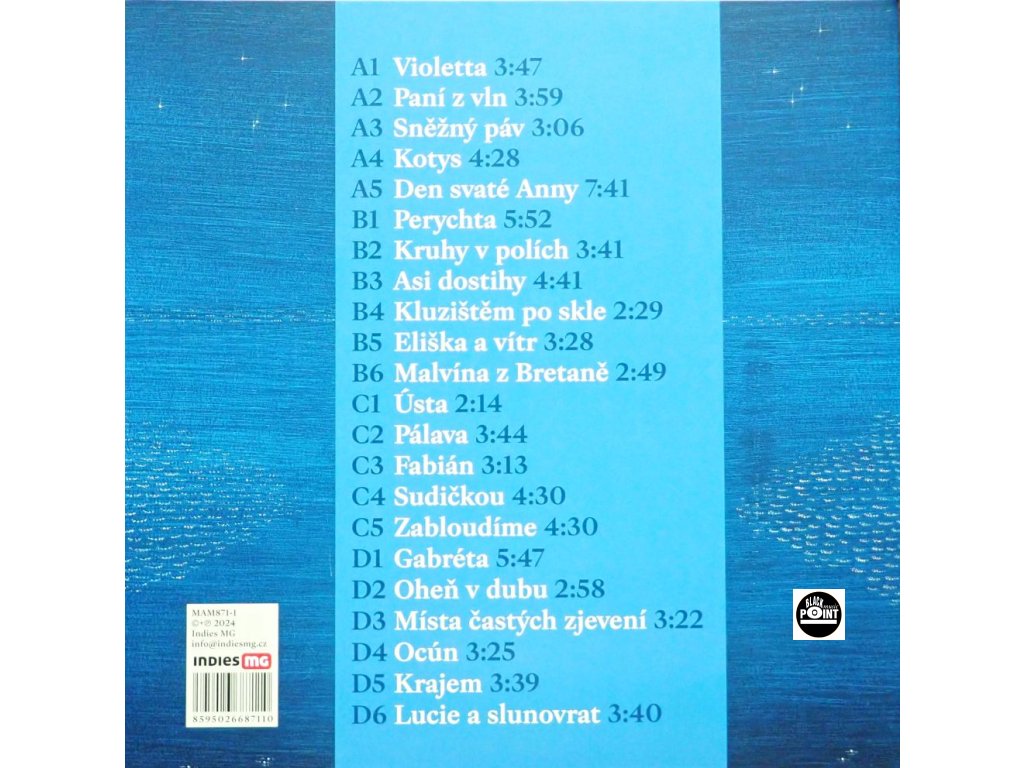 A1 Violetta 3:47
A2 Paní z vln 3:59
A3 Sněžný páv 3:06
A4 Kotys 4:28
A5 Den svaté Anny 7:41
B1 Perychta 5:52
B2 Kruhy v polích 3:41
B3 Asi dostihy 4:41
B4 Kluzištěm po skle 2:29
B5 Eliška a vítr 3:28
B6 Malvína z Bretaně 2:49
C1 Ústa 2:14
C2 Pálava 3:44
C3 Fabián 3:13
C4 Sudičkou 4:30
C5 Zabloudíme 4:30
D1 Gabréta 5:47
D2 Oheň v dubu 2:58
D3 Místa častých zjevení 3:22
D4 Ocún 3:25
D5 Krajem 3:39
D6 Lucie a slunovrat 3:40
MAM871-1
©+℗ 2024
Indies MG
info@indiesmg.cz
INDIES MG
8595026687110
BLACK
music
POINT